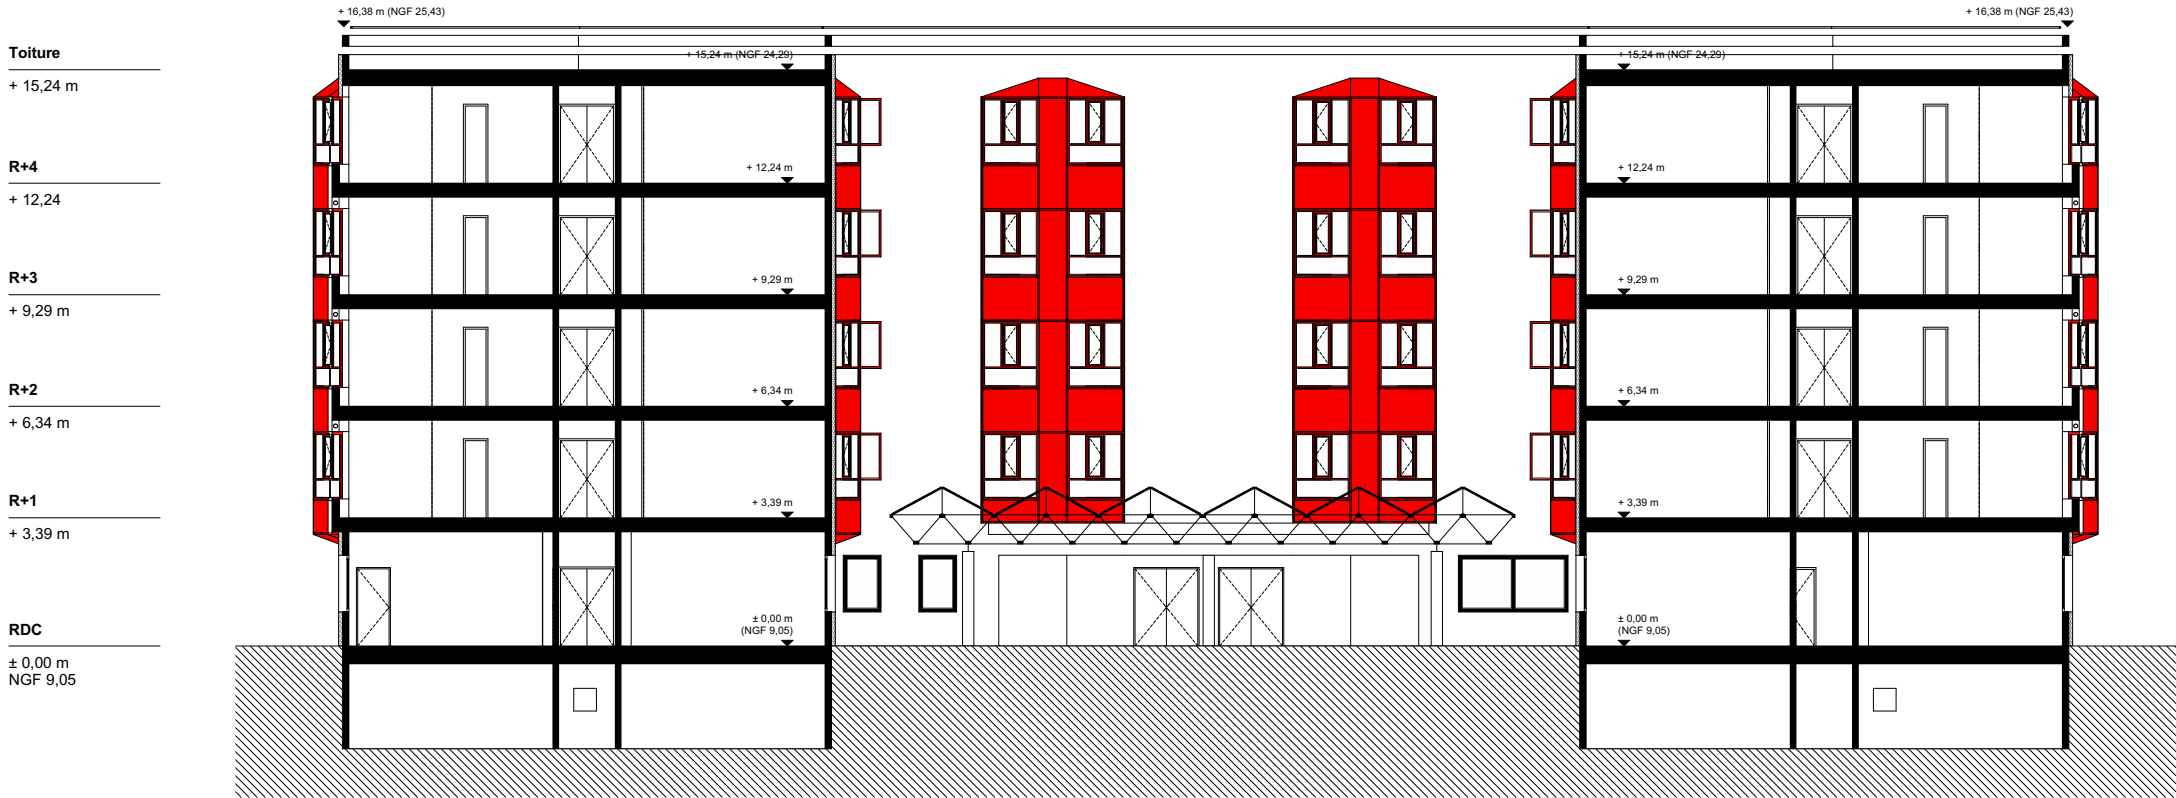 + 16,38 m (NGF 25,43)
+ 16,38 m (NGF 25,43)
Toiture
+ 15,24 m
+ 15,24 m (NGF 24,29)
+ 15,24 m (NGF 24,29)
R+4
+ 12,24
+ 12,24 m
+ 12,24 m
R+3
+ 9,29 m
+ 9,29 m
+ 9,29 m
R+2
+ 6,34 m
+ 6,34 m
+ 6,34 m
R+1
+ 3,39 m
+ 3,39 m
+ 3,39 m
RDC
± 0,00 m
NGF 9,05
± 0,00 m
(NGF 9,05)
± 0,00 m
(NGF 9,05)